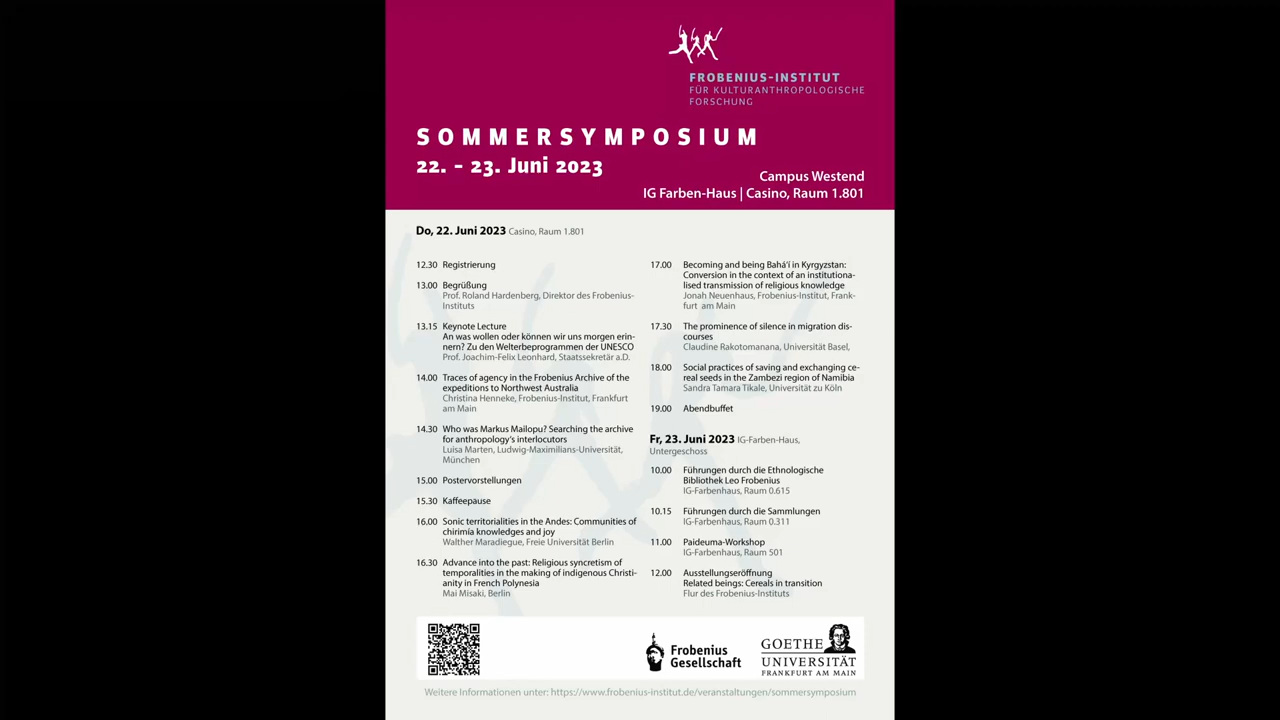 FROBENIUS-INSTITUT
FÜR KULTURANTHROPOLOGISCHE
FORSCHUNG
SOMMERSYMPOSIUM
22. - 23. Juni 2023
Campus Westend
IG Farben-Haus | Casino, Raum 1.801
Do, 22. Juni 2023 Casino, Raum 1.801
12.30 Registrierung
13.00 Begrüßung
Prof. Roland Hardenberg, Direktor des Frobenius-
Instituts
13.15 Keynote Lecture
An was wollen oder können wir uns morgen erin-
nern? Zu den Welterbeprogrammen der UNESCO
Prof. Joachim-Felix Leonhard, Staatssekretär a.D.
14.00 Traces of agency in the Frobenius Archive of the
expeditions to Northwest Australia
Christina Henneke, Frobenius-Institut, Frankfurt
am Main
14.30 Who was Markus Mailopu? Searching the archive
for anthropology's interlocutors
Luisa Marten, Ludwig-Maximilians-Universität,
München
15.00 Postervorstellungen
15.30 Kaffeepause
16.00 Sonic territorialities in the Andes: Communities of
chirimía knowledges and joy
Walther Maradiegue, Freie Universität Berlin
16.30 Advance into the past: Religious syncretism of
temporalities in the making of indigenous Christi-
anity in French Polynesia
Mai Misaki, Berlin
17.00 Becoming and being Bahá'í in Kyrgyzstan:
Conversion in the context of an institutiona-
lised transmission of religious knowledge
Jonah Neuenhaus, Frobenius-Institut, Frank-
furt am Main
17.30 The prominence of silence in migration dis-
courses
Claudine Rakotomanana, Universität Basel,
18.00 Social practices of saving and exchanging ce-
real seeds in the Zambezi region of Namibia
Sandra Tamara Tikale, Universität zu Köln
19.00 Abendbuffet
Fr, 23. Juni 2023 IG-Farben-Haus,
Untergeschoss
10.00 Führungen durch die Ethnologische
Bibliothek Leo Frobenius
IG-Farbenhaus, Raum 0.615
10.15 Führungen durch die Sammlungen
IG-Farbenhaus, Raum 0.311
11.00 Paideuma-Workshop
IG-Farbenhaus, Raum 501
12.00 Ausstellungseröffnung
Related beings: Cereals in transition
Flur des Frobenius-Instituts
Frobenius
Gesellschaft
GOETHE
UNIVERSITÄT
FRANKFURT AM MAIN
Weitere Informationen unter: https://www.frobenius-institut.de/veranstaltungen/sommersymposium